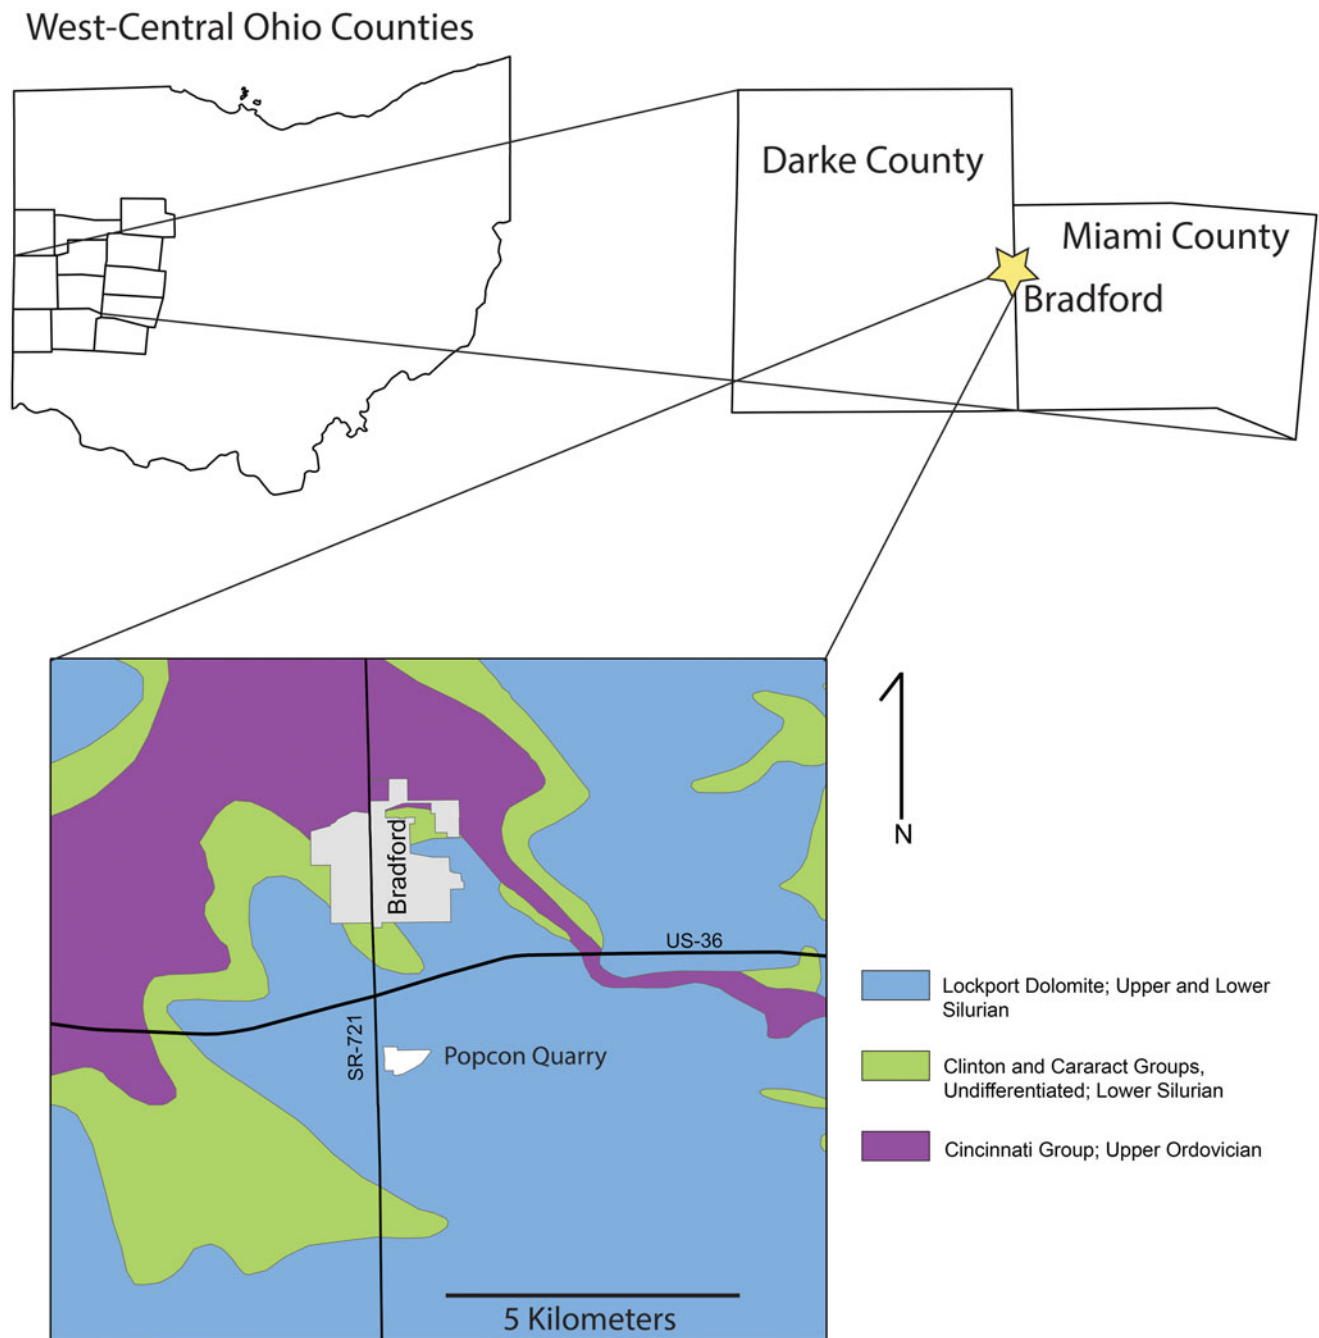 West-Central Ohio Counties
Darke County
Miami County
Bradford
N
Bradford
US-36
SR-721
Popcon Quarry
5 Kilometers
Lockport Dolomite; Upper and Lower
Silurian
Clinton and Cararact Groups,
Undifferentiated; Lower Silurian
Cincinnati Group; Upper Ordovician